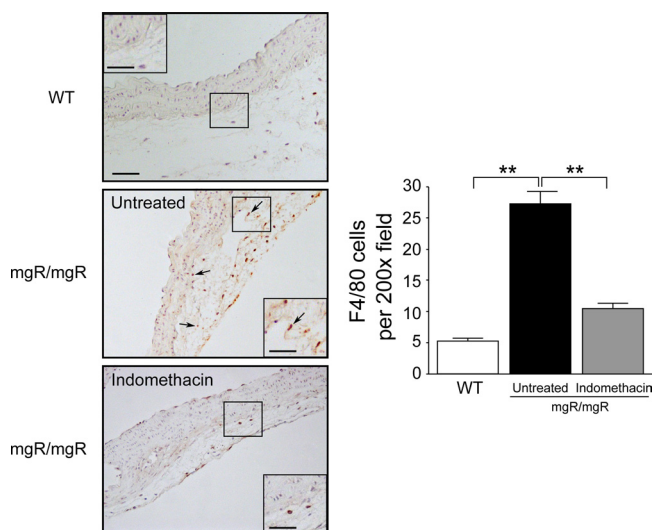 WT
Untreated
mgR/mgR
Indomethacin
mgR/mgR
** **
30
25
20
15
10
5
0
F4/80 cells
per 200x field
WT
Untreated Indomethacin
mgR/mgR